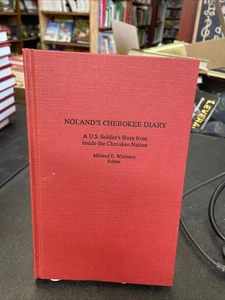 NOLAND'S CHEROKEE DIARY
A U.S. Soldier's Story from
inside the Cherokee Nation
Mildred E. Whitmire
Editor